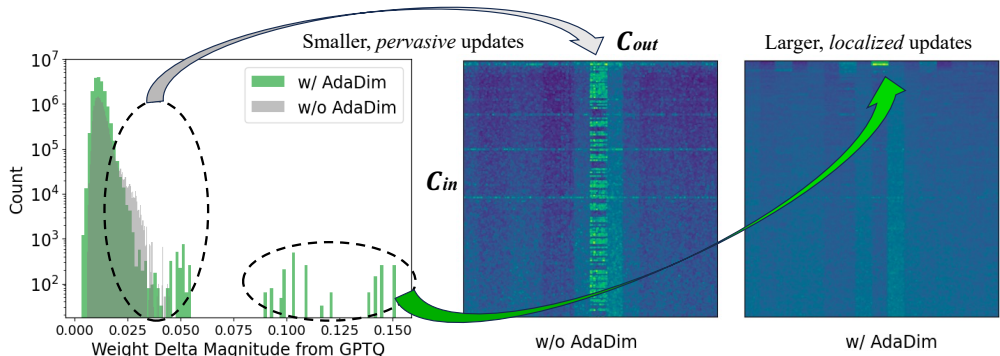 Smaller, pervasive updates
C_out
Larger, localized updates
10^7
10^6
10^5
10^4
10^3
10^2
Count
w/ AdaDim
w/o AdaDim
C_in
0.000 0.025 0.050 0.075 0.100 0.125 0.150
Weight Delta Magnitude from GPTQ
w/o AdaDim
w/ AdaDim